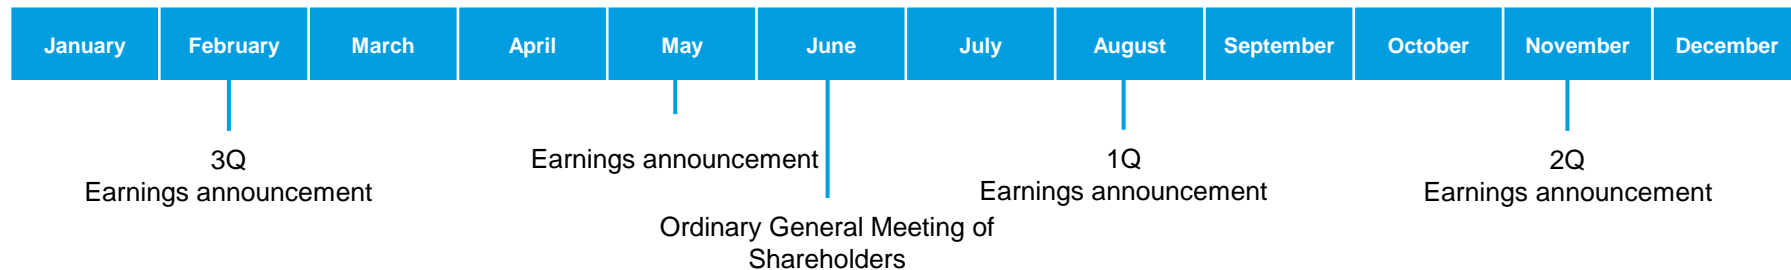 January February March April May June July August September October November December
3Q
Earnings announcement
Earnings announcement
Ordinary General Meeting of
Shareholders
1Q
Earnings announcement
2Q
Earnings announcement